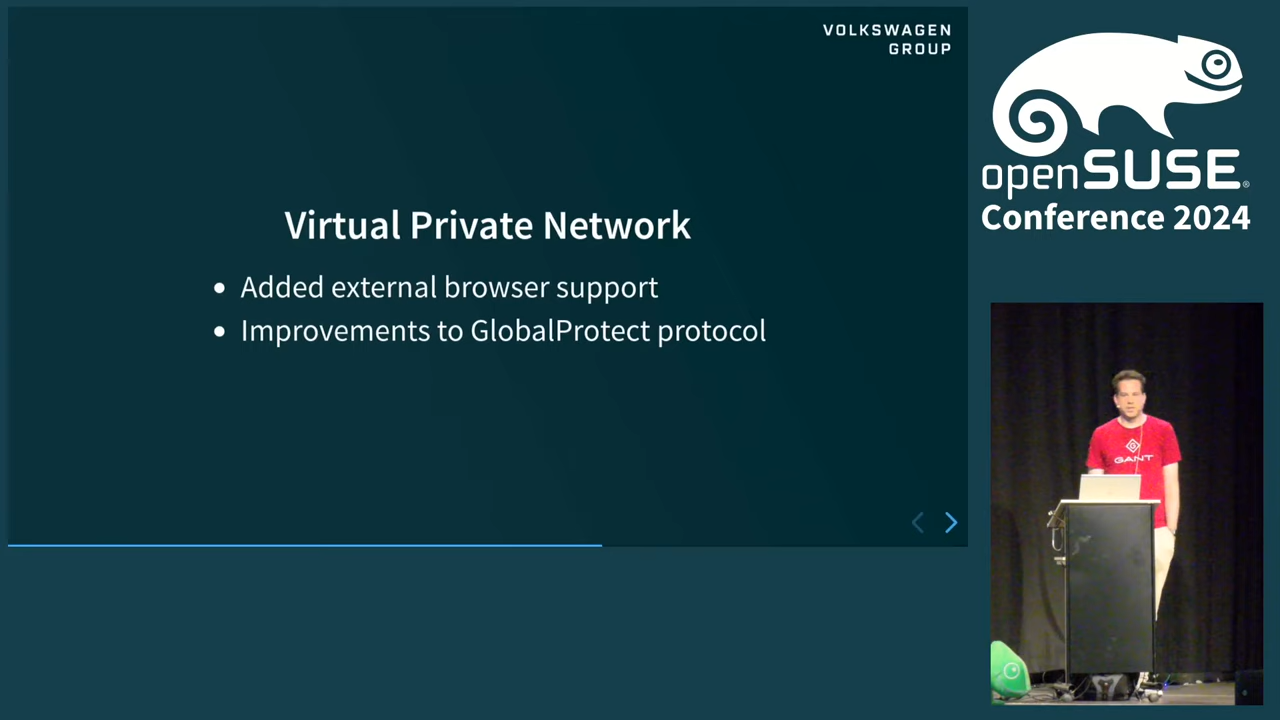 VOLKSWAGEN
GROUP
Virtual Private Network
• Added external browser support
• Improvements to GlobalProtect protocol
openSUSE®
Conference 2024
GANT